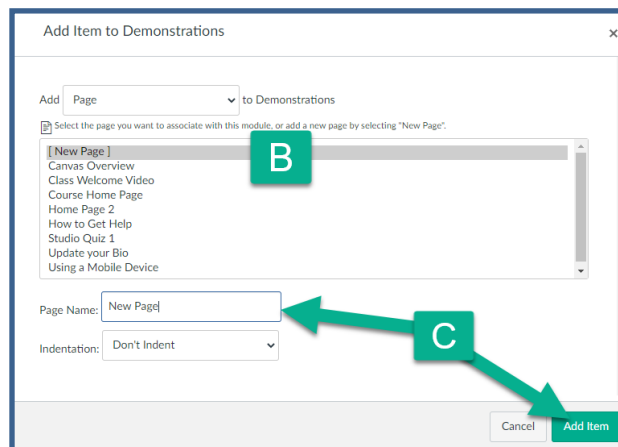 Add Item to Demonstrations ×
Add Page to Demonstrations
Select the page you want to associate with this module, or add a new page by selecting "New Page".
[ New Page ]
B
Canvas Overview
Class Welcome Video
Course Home Page
Home Page 2
How to Get Help
Studio Quiz 1
Update your Bio
Using a Mobile Device
Page Name: New Page
Indentation: Don't Indent
C
Cancel Add Item